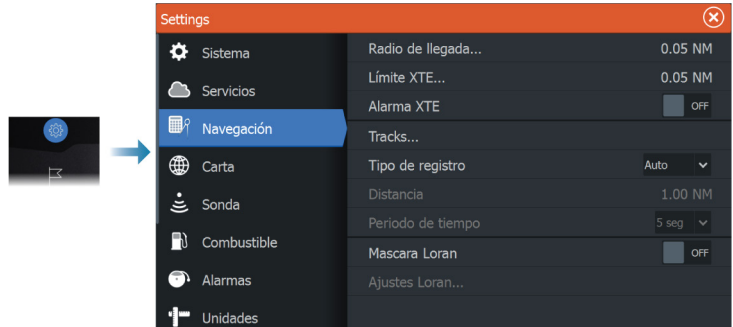 Settings
Sistema
Servicios
Navegación
Carta
Sonda
Combustible
Alarmas
Unidades
Radio de llegada... 0.05 NM
Límite XTE... 0.05 NM
Alarma XTE OFF
Tracks...
Tipo de registro Auto
Distancia 1.00 NM
Periodo de tiempo 5 seg
Mascara Loran OFF
Ajustes Loran...